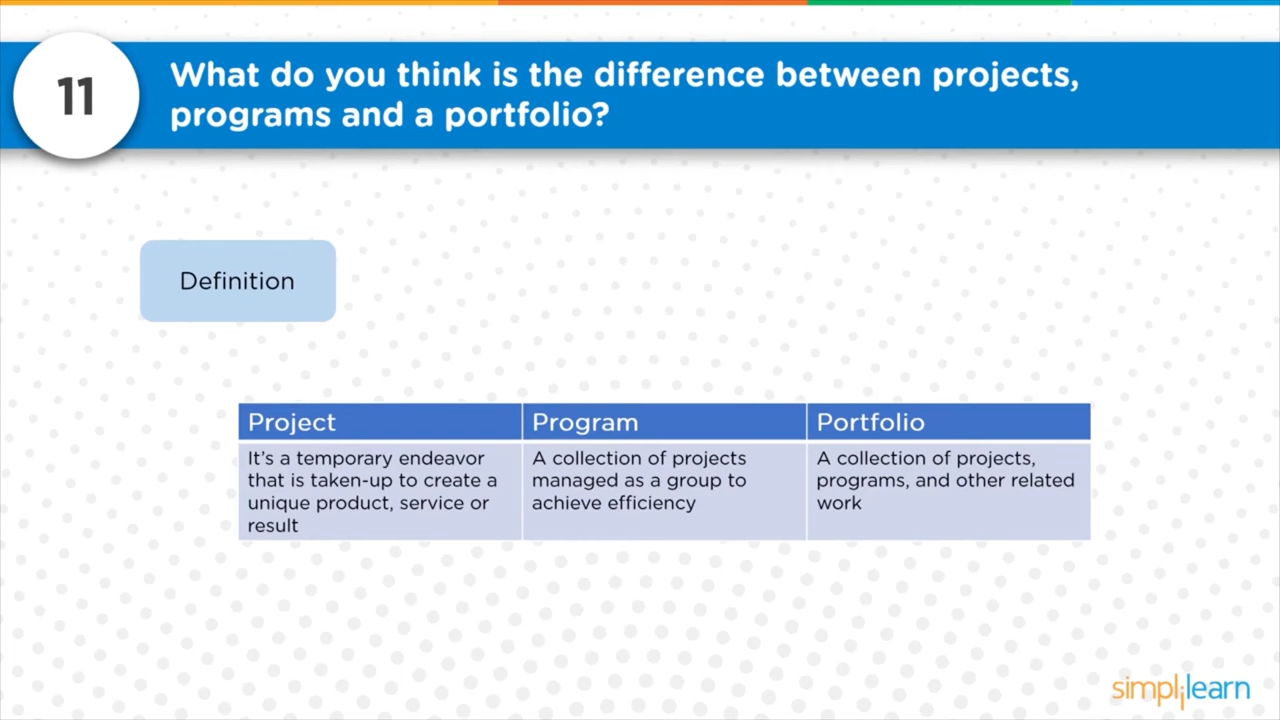 11
What do you think is the difference between projects,
programs and a portfolio?
Definition
Project
Program
Portfolio
It's a temporary endeavor
that is taken-up to create a
unique product, service or
result
A collection of projects
managed as a group to
achieve efficiency
A collection of projects,
programs, and other related
work
simplilearn